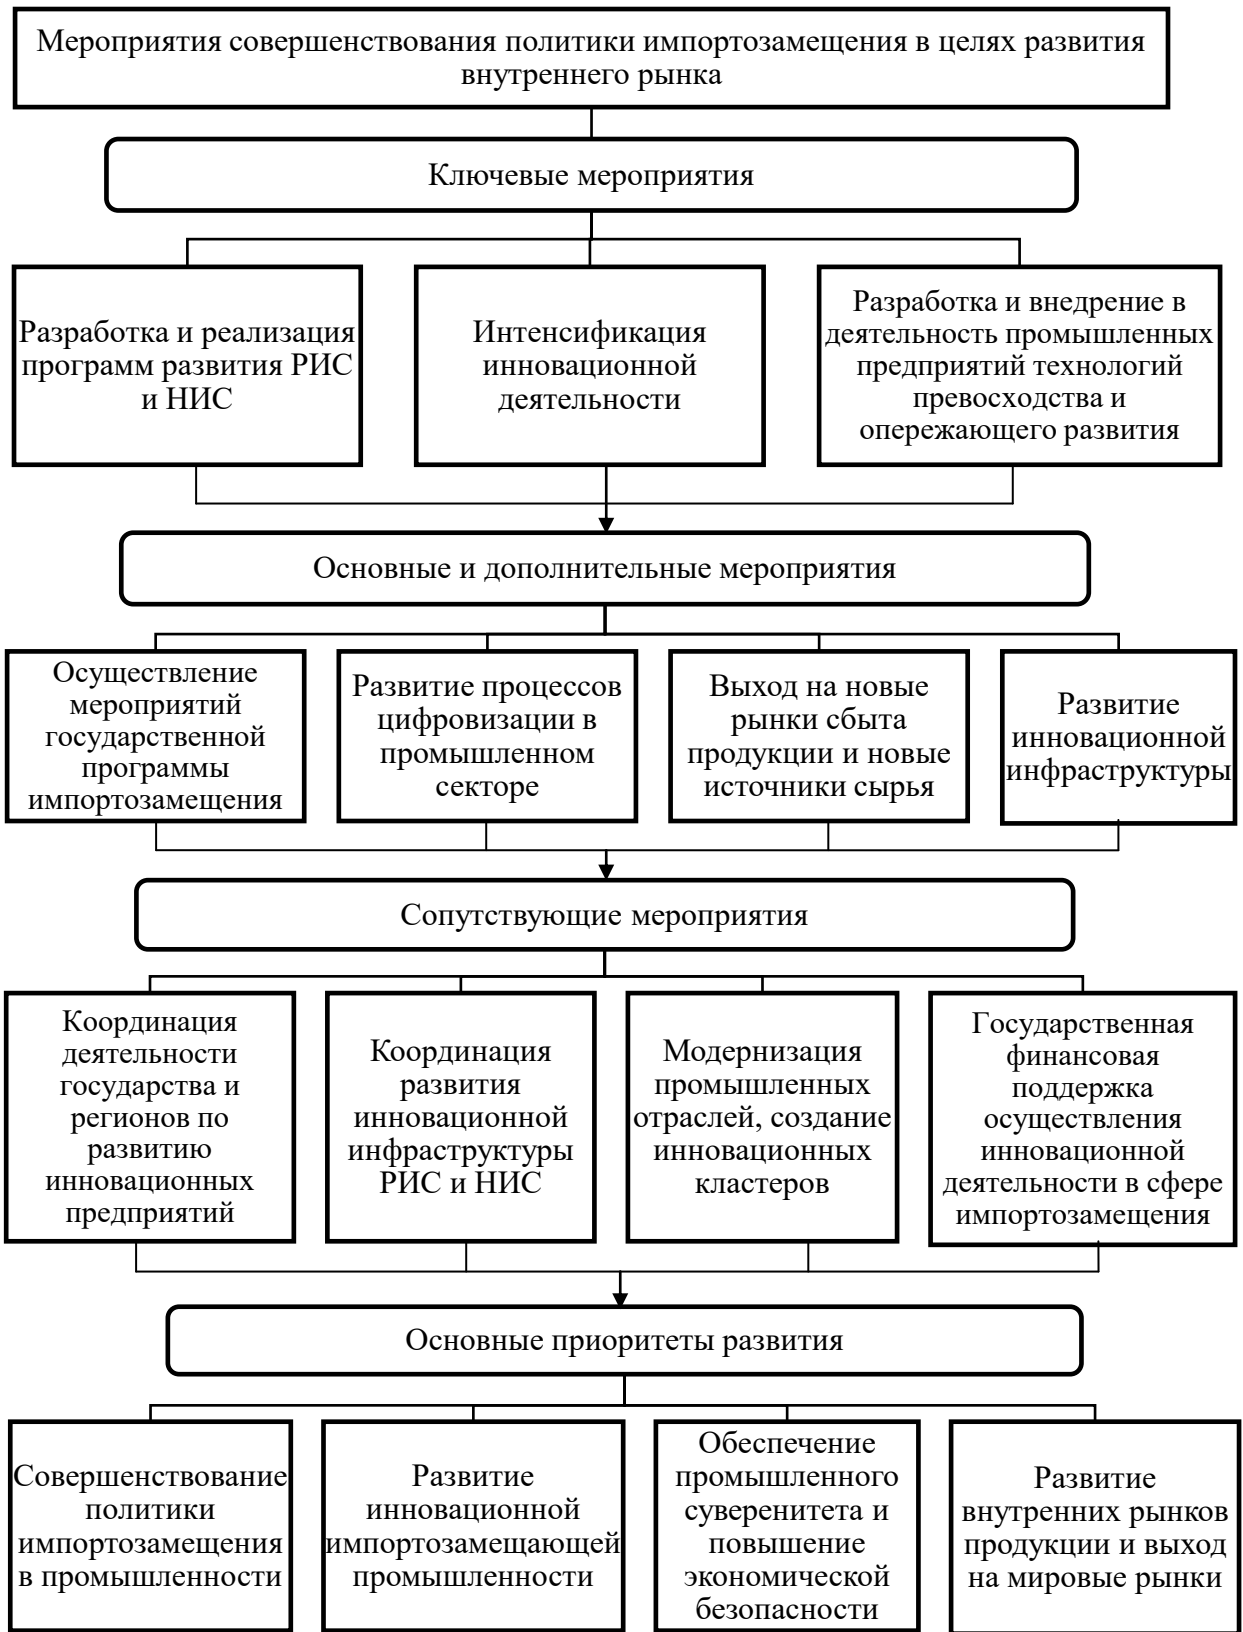 Мероприятия совершенствования политики импортозамещения в целях развития
внутреннего рынка
Ключевые мероприятия
Разработка и реализация
программ развития РИС
и НИС
Интенсификация
инновационной
деятельности
Разработка и внедрение в
деятельность промышленных
предприятий технологий
превосходства и
опережающего развития
Основные и дополнительные мероприятия
Осуществление
мероприятий
государственной
программы
импортозамещения
Развитие процессов
цифровизации в
промышленном
секторе
Выход на новые
рынки сбыта
продукции и новые
источники сырья
Развитие
инновационной
инфраструктуры
Сопутствующие мероприятия
Координация
деятельности
государства и
регионов по
развитию
инновационных
предприятий
Координация
развития
инновационной
инфраструктуры
РИС и НИС
Модернизация
промышленных
отраслей, создание
инновационных
кластеров
Государственная
финансовая
поддержка
осуществления
инновационной
деятельности в сфере
импортозамещения
Основные приоритеты развития
Совершенствование
политики
импортозамещения
в промышленности
Развитие
инновационной
импортозамещающей
промышленности
Обеспечение
промышленного
суверенитета и
повышение
экономической
безопасности
Развитие
внутренних рынков
продукции и выход
на мировые рынки